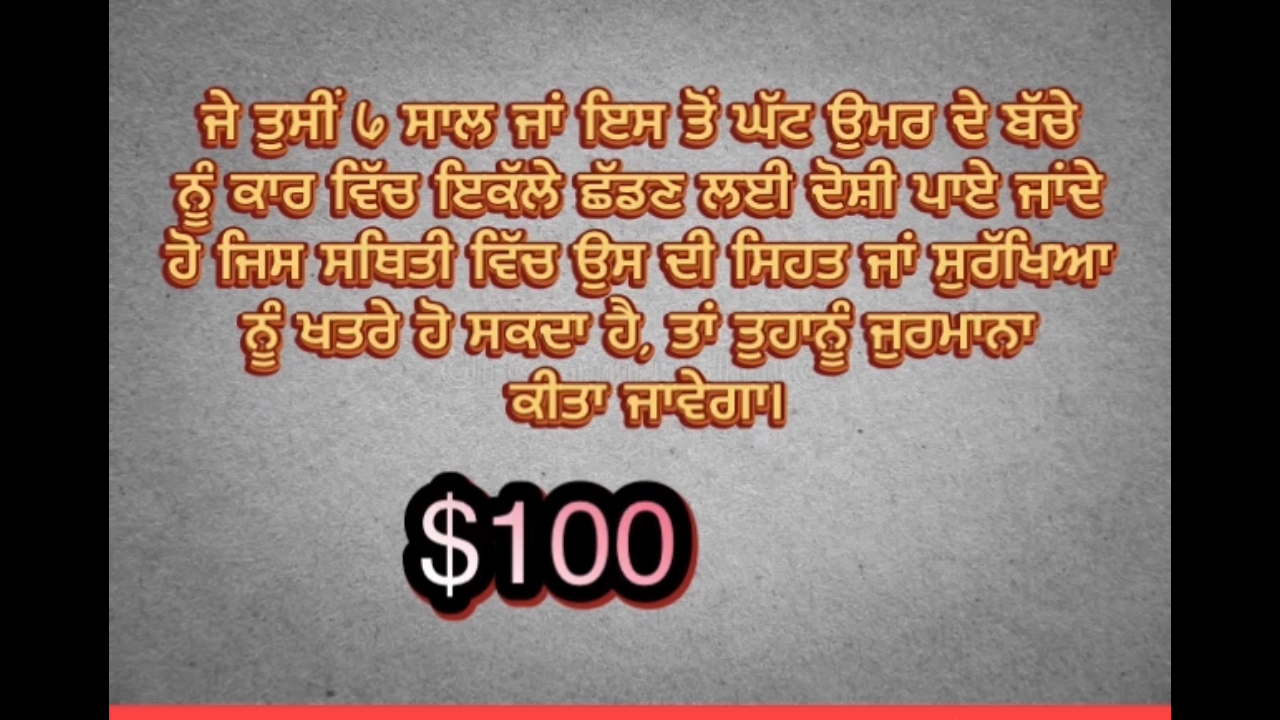 ਜੇ ਤੁਸੀਂ ੬ ਸਾਲ ਜਾਂ ਇਸ ਤੋਂ ਘੱਟ ਉਮਰ ਦੇ ਬੱਚੇ
ਨੂੰ ਕਾਰ ਵਿੱਚ ਇਕੱਲੇ ਛੱਡਣ ਲਈ ਦੋਸ਼ੀ ਪਾਏ ਜਾਂਦੇ
ਹੋ ਜਿਸ ਸਥਿਤੀ ਵਿੱਚ ਉਸ ਦੀ ਸਿਹਤ ਜਾਂ ਸੁਰੱਖਿਆ
ਨੂੰ ਖਤਰੇ ਹੋ ਸਕਦਾ ਹੈ, ਤਾਂ ਤੁਹਾਨੂੰ ਜੁਰਮਾਨਾ
ਕੀਤਾ ਜਾਵੇਗਾ।
$100